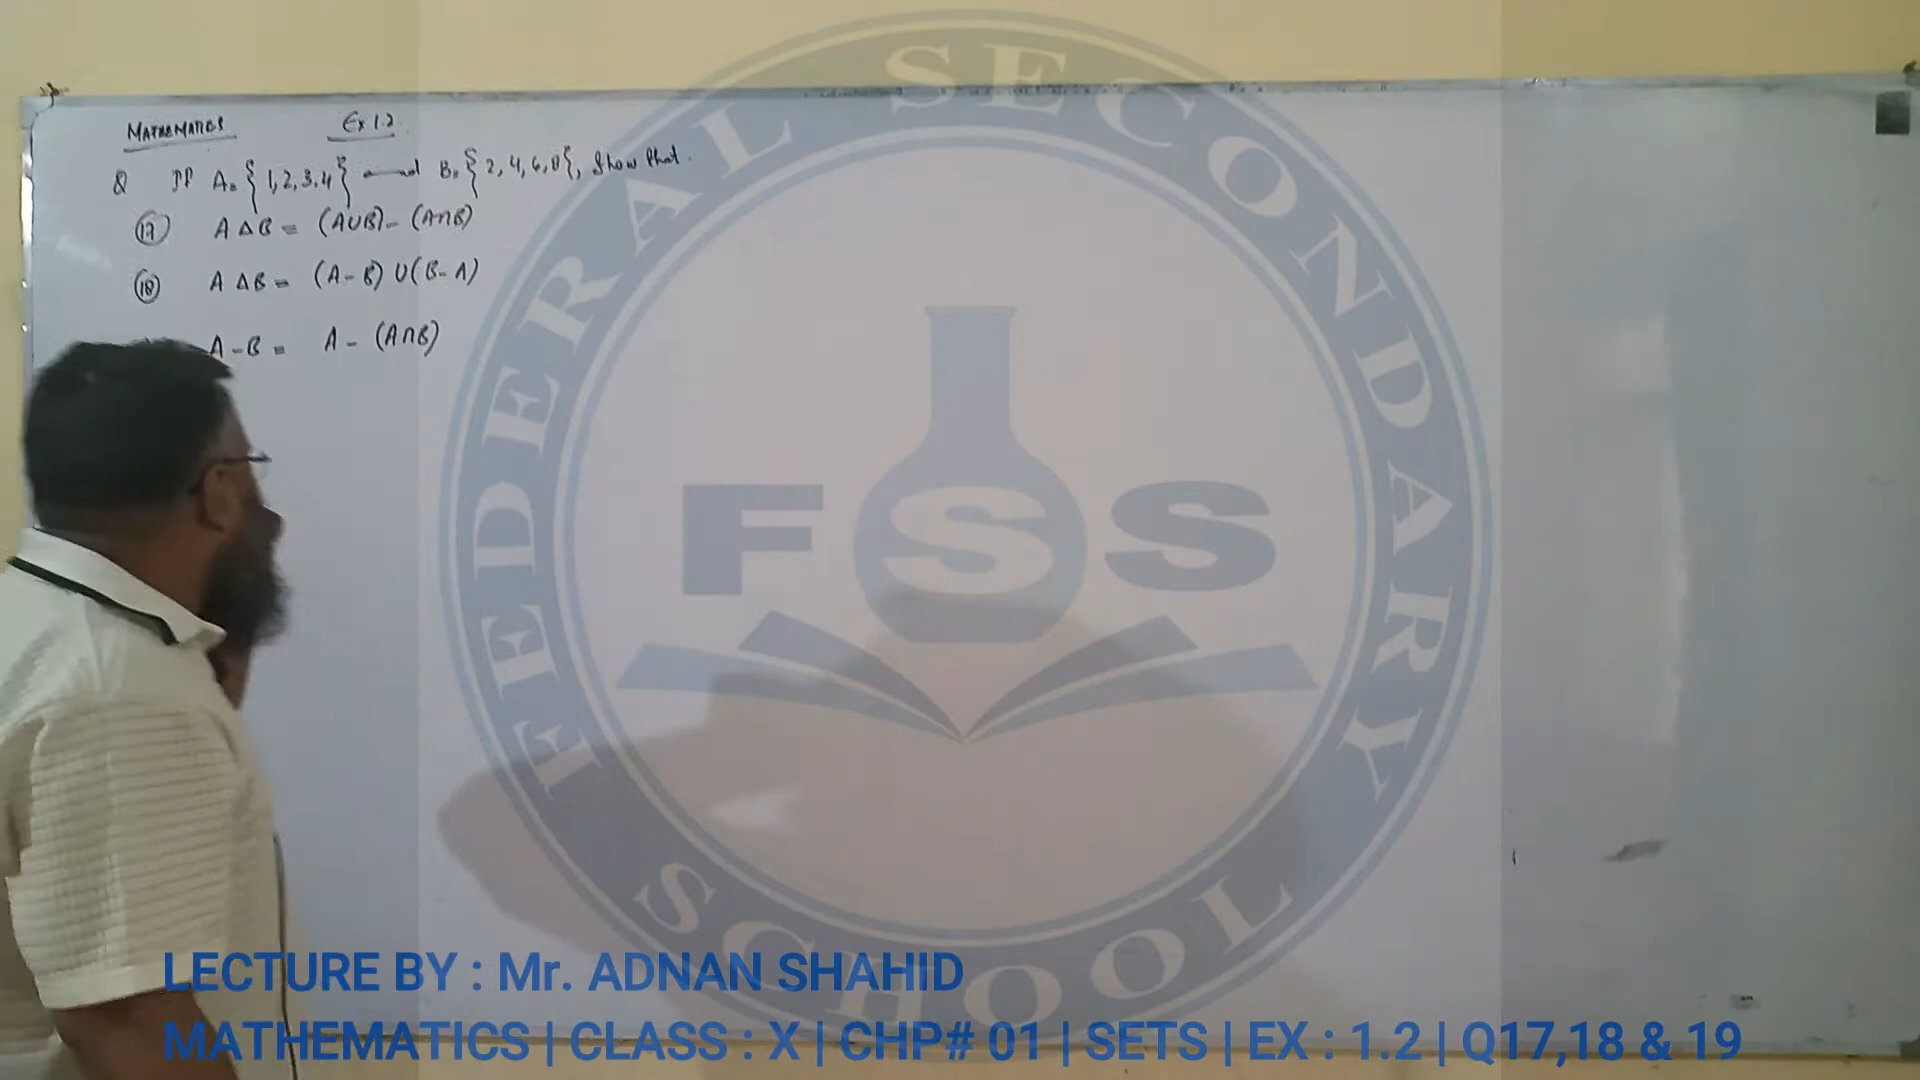 MATHEMATICS Ex 1.2
Q If A = {1,2,3,4} and B = {2,4,6,8}, Show that.
(17) A Δ B = (A∪B) - (A∩B)
(18) A Δ B = (A - B) ∪ (B - A)
A - B = A - (A∩B)
FEDERAL SECONDARY
SCHOOL
FSS
LECTURE BY : Mr. ADNAN SHAHID
MATHEMATICS | CLASS : X | CHP# 01 | SETS | EX : 1.2 | Q17,18 & 19